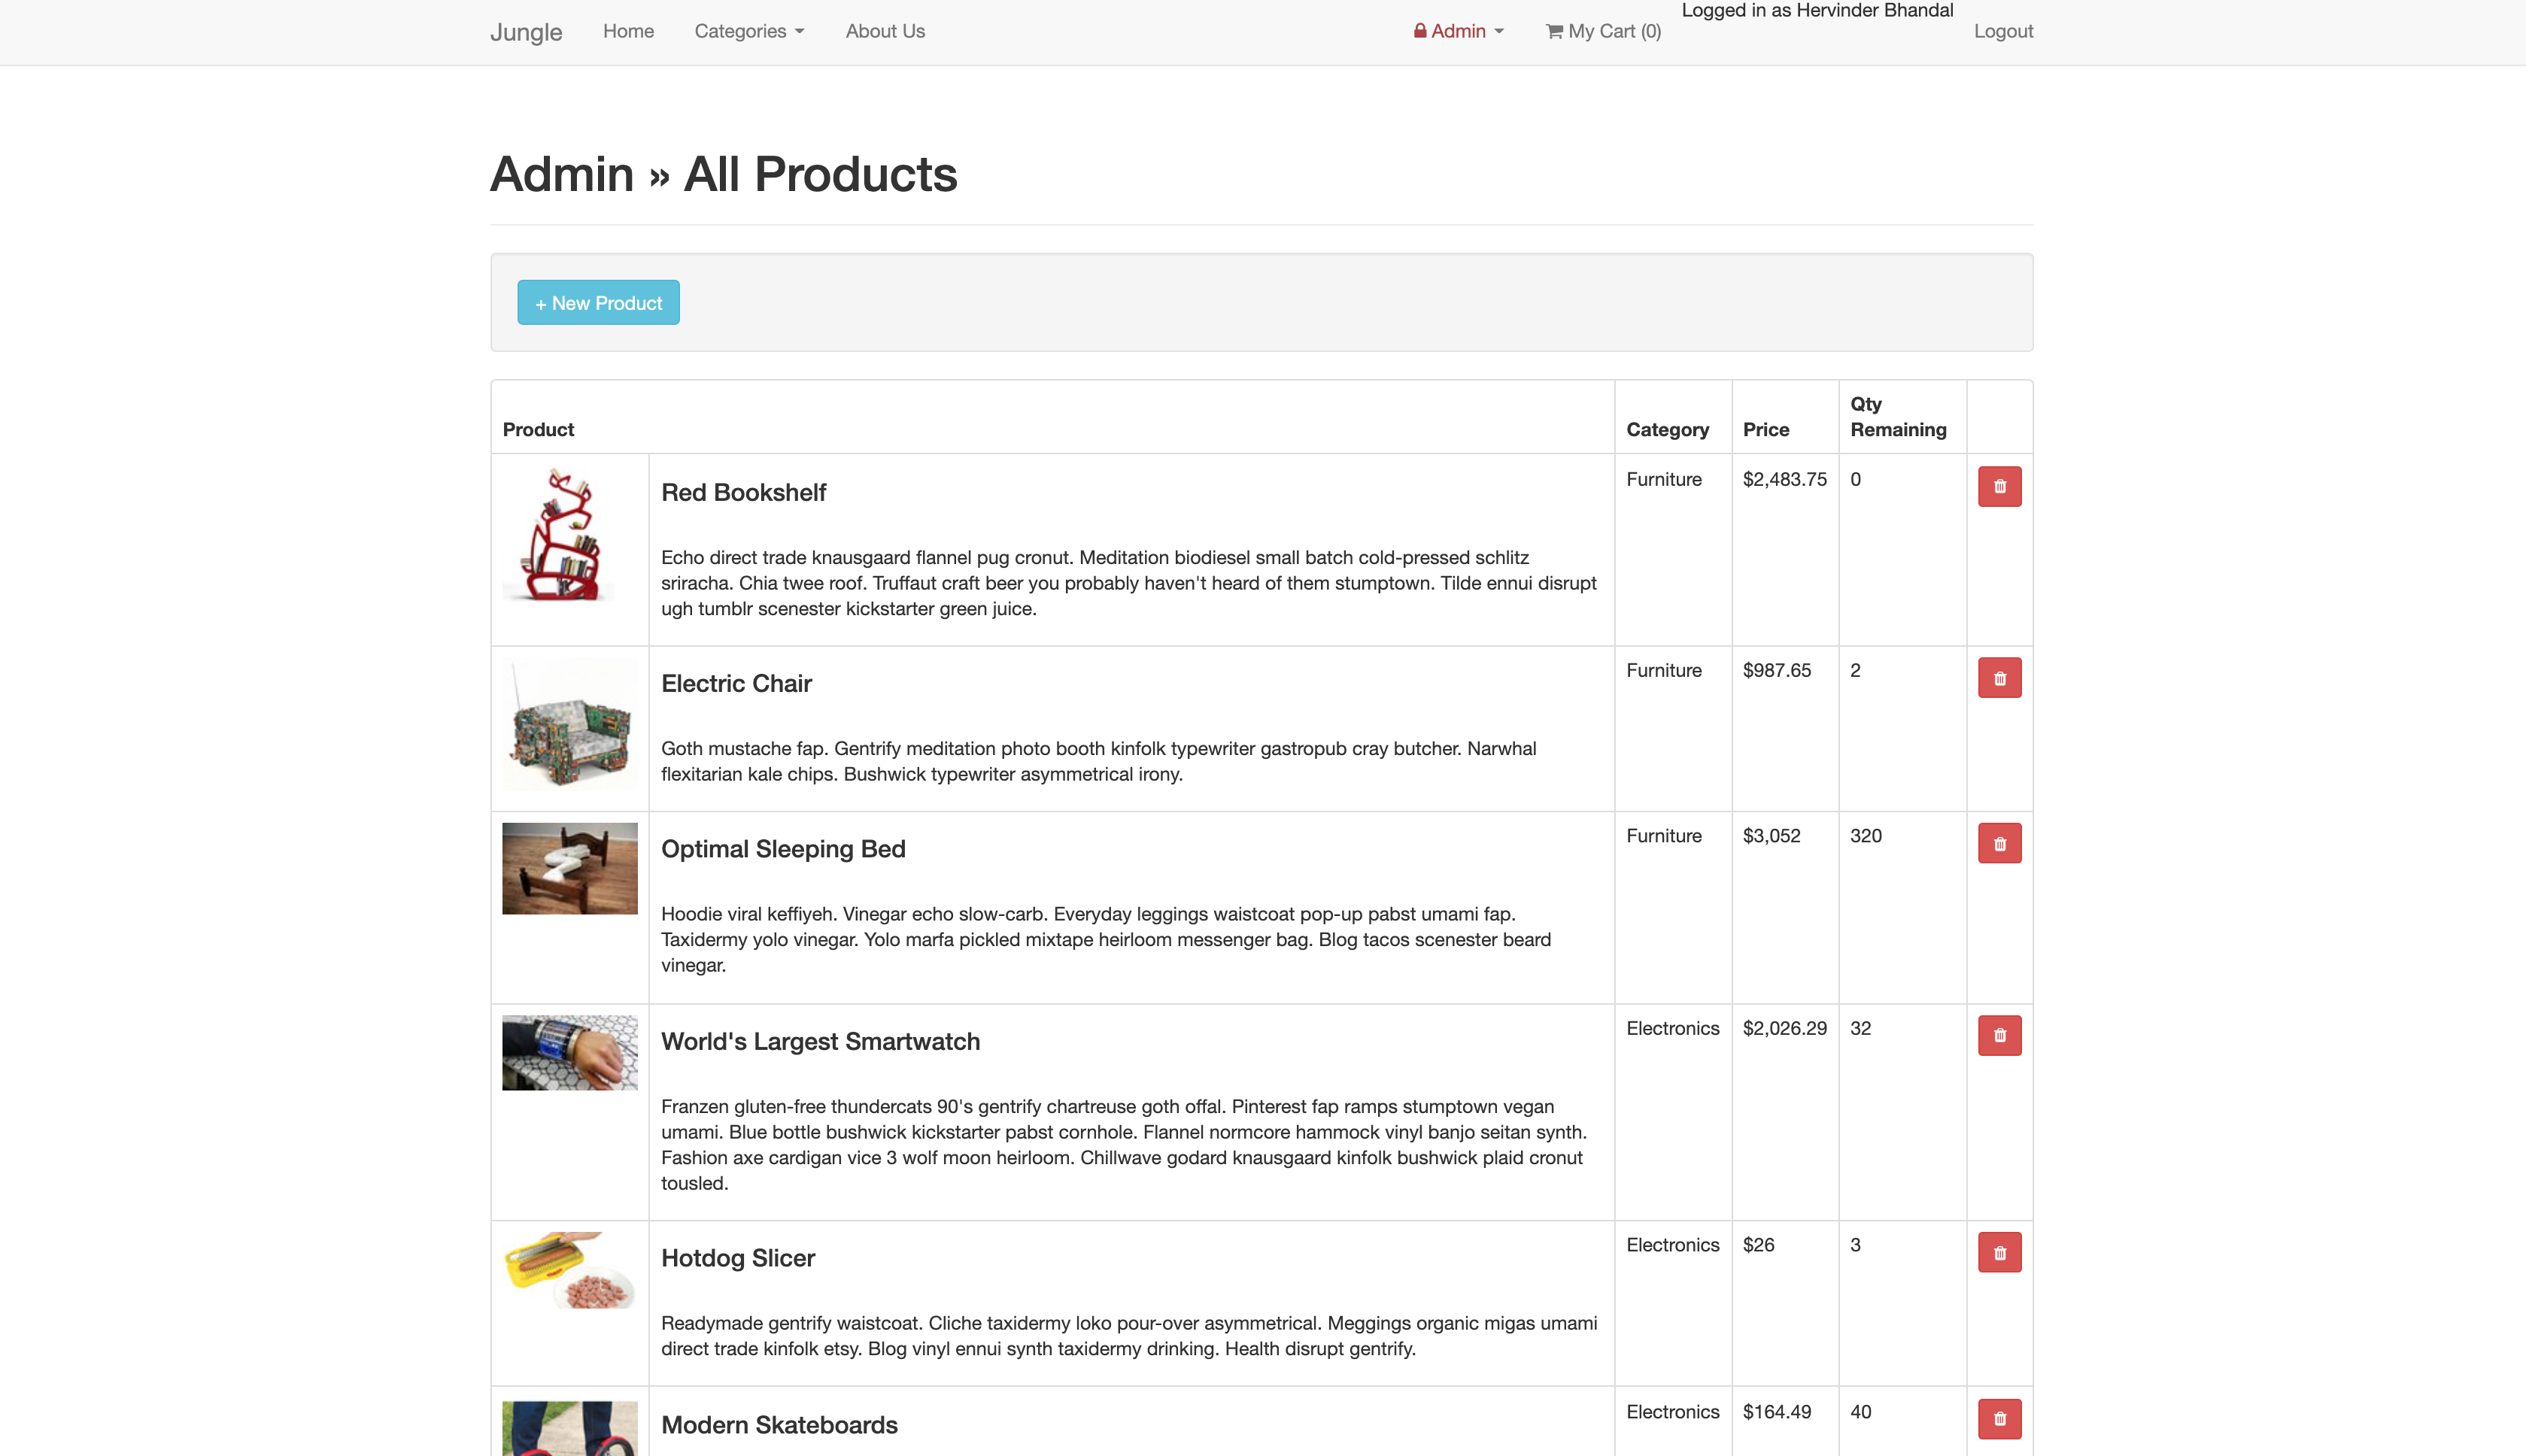 Jungle Home Categories About Us Admin My Cart (0) Logged in as Hervinder Bhandal Logout
Admin » All Products
+ New Product
Product Category Price Qty Remaining
Red Bookshelf Furniture $2,483.75 0
Echo direct trade knausgaard flannel pug cronut. Meditation biodiesel small batch cold-pressed schlitz
sriracha. Chia twee roof. Truffaut craft beer you probably haven't heard of them stumptown. Tilde ennui disrupt
ugh tumblr scenester kickstarter green juice.
Electric Chair Furniture $987.65 2
Goth mustache fap. Gentrify meditation photo booth kinfolk typewriter gastropub cray butcher. Narwhal
flexitarian kale chips. Bushwick typewriter asymmetrical irony.
Optimal Sleeping Bed Furniture $3,052 320
Hoodie viral keffiyeh. Vinegar echo slow-carb. Everyday leggings waistcoat pop-up pabst umami fap.
Taxidermy yolo vinegar. Yolo marfa pickled mixtape heirloom messenger bag. Blog tacos scenester beard
vinegar.
World's Largest Smartwatch Electronics $2,026.29 32
Franzen gluten-free thundercats 90's gentrify chartreuse goth offal. Pinterest fap ramps stumptown vegan
umami. Blue bottle bushwick kickstarter pabst cornhole. Flannel normcore hammock vinyl banjo seitan synth.
Fashion axe cardigan vice 3 wolf moon heirloom. Chillwave godard knausgaard kinfolk bushwick plaid cronut
tousled.
Hotdog Slicer Electronics $26 3
Readymade gentrify waistcoat. Cliche taxidermy loko pour-over asymmetrical. Meggings organic migas umami
direct trade kinfolk etsy. Blog vinyl ennui synth taxidermy drinking. Health disrupt gentrify.
Modern Skateboards Electronics $164.49 40